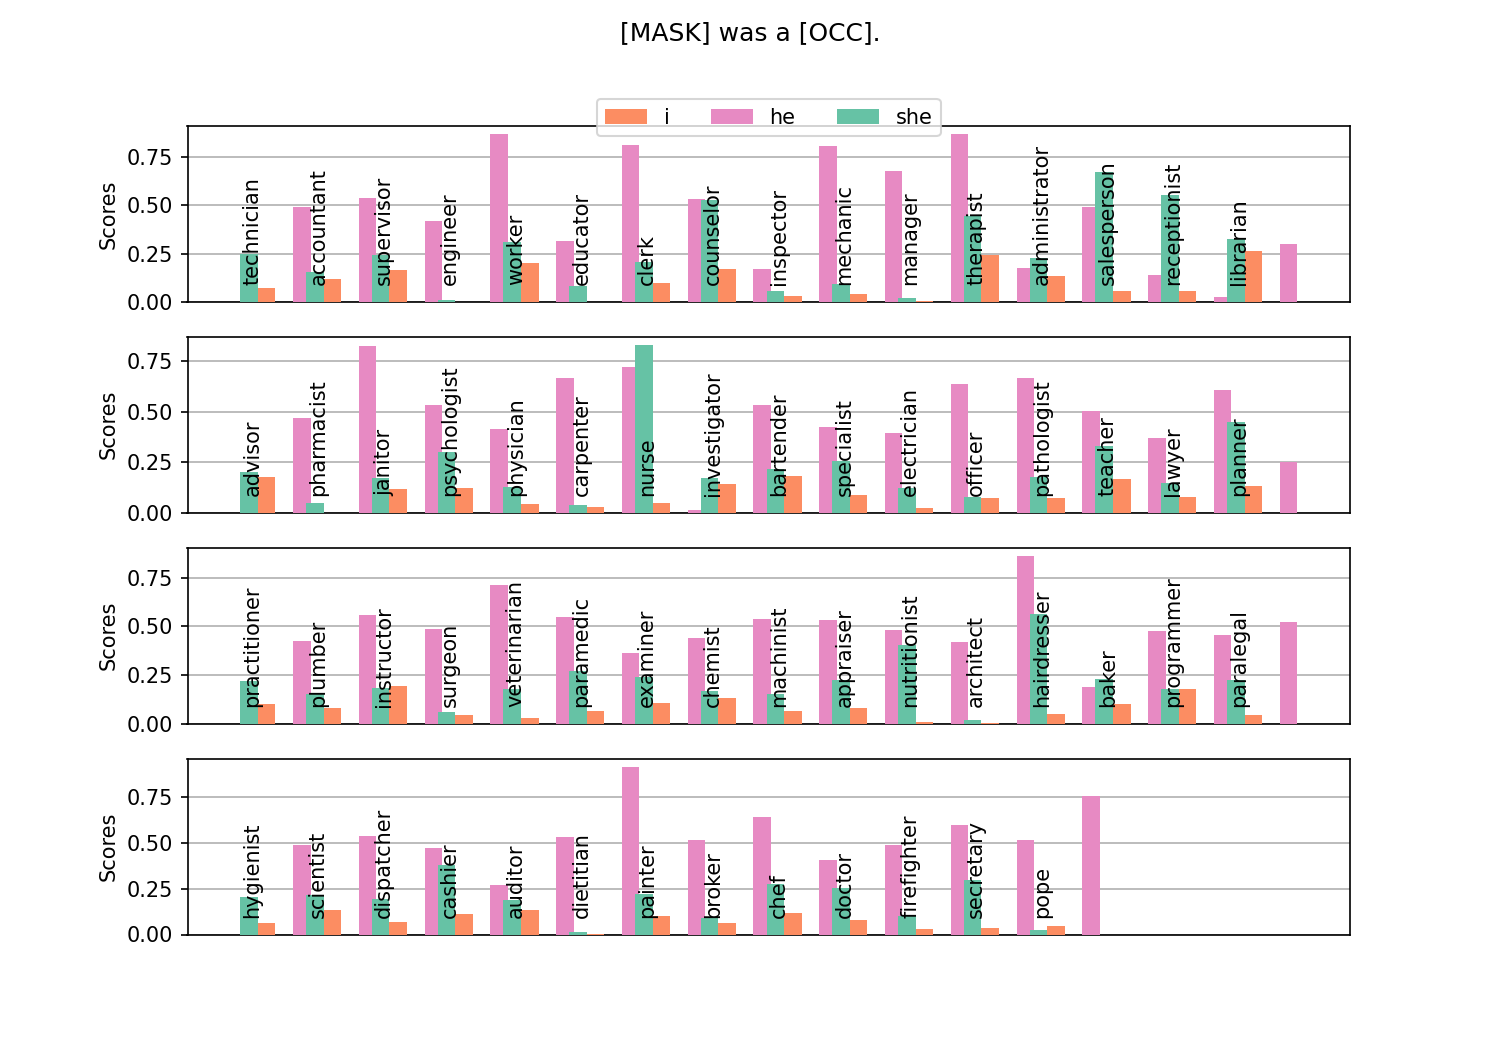 [MASK] was a [OCC].
i he she
Scores
0.75
0.50
0.25
0.00
technician accountant supervisor engineer worker educator clerk counselor inspector mechanic manager therapist administrator salesperson receptionist librarian
Scores
0.75
0.50
0.25
0.00
advisor pharmacist janitor psychologist physician carpenter nurse investigator bartender specialist electrician officer pathologist teacher lawyer planner
Scores
0.75
0.50
0.25
0.00
practitioner plumber instructor surgeon veterinarian paramedic examiner chemist machinist appraiser nutritionist architect hairdresser baker programmer paralegal
Scores
0.75
0.50
0.25
0.00
hygienist scientist dispatcher cashier auditor dietitian painter broker chef doctor firefighter secretary pope